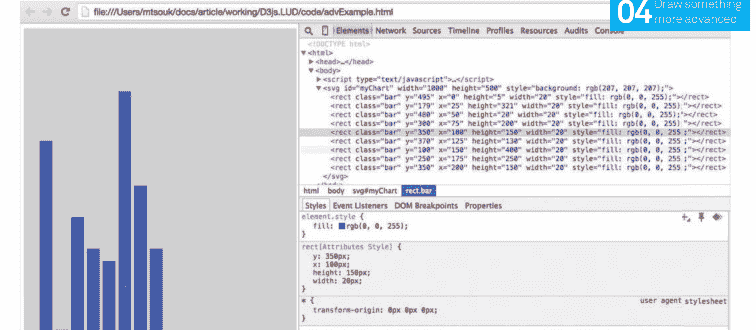 file:///Users/mtsouk/docs/article/working/D3js.LUD/code/advExample.html
04 Draw something
more advanced
Elements Network Sources Timeline Profiles Resources Audits Console
<!DOCTYPE html>
▼<html>
▶<head>…</head>
▼<body>
▶<script type="text/javascript">…</script>
▼<svg id="myChart" width="1000" height="500" style="background: rgb(207, 207, 207);">
<rect class="bar" y="495" x="0" height="5" width="20" style="fill: rgb(0, 0, 255);"></rect>
<rect class="bar" y="179" x="25" height="321" width="20" style="fill: rgb(0, 0, 255);"></rect>
<rect class="bar" y="480" x="50" height="20" width="20" style="fill: rgb(0, 0, 255);"></rect>
<rect class="bar" y="300" x="75" height="200" width="20" style="fill: rgb(0, 0, 255);"></rect>
<rect class="bar" y="350" x="100" height="150" width="20" style="fill: rgb(0, 0, 255 ;"></rect>
<rect class="bar" y="370" x="125" height="130" width="20" style="fill: rgb(0, 0, 255 ;"></rect>
<rect class="bar" y="100" x="150" height="400" width="20" style="fill: rgb(0, 0, 255 ;"></rect>
<rect class="bar" y="250" x="175" height="250" width="20" style="fill: rgb(0, 0, 255 ;"></rect>
<rect class="bar" y="350" x="200" height="150" width="20" style="fill: rgb(0, 0, 255 ;"></rect>
</svg>
html body svg#myChart rect.bar
Styles Event Listeners DOM Breakpoints Properties
element.style {
fill: rgb(0, 0, 255);
}
rect[Attributes Style] {
y: 350px;
x: 100px;
height: 150px;
width: 20px;
}
* { user agent stylesheet
transform-origin: 0px 0px 0px;
}